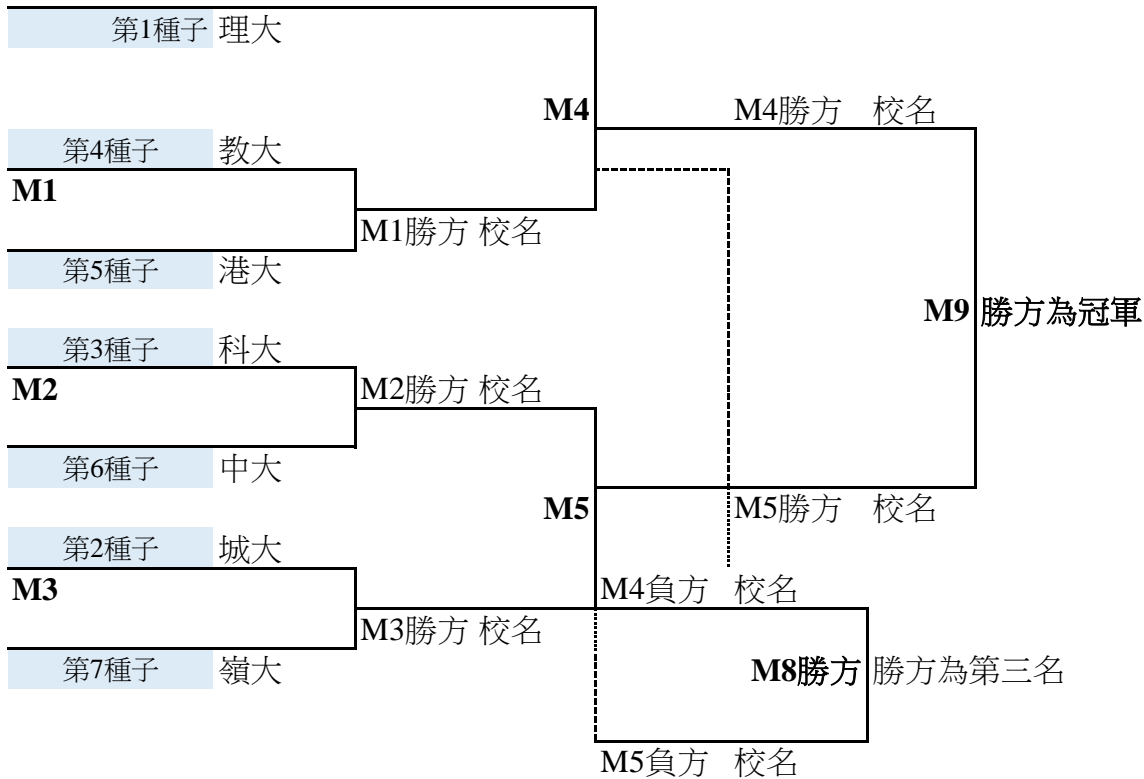 第1種子 理大
M4 M4勝方 校名
第4種子 教大
M1
M1勝方 校名
第5種子 港大
M9 勝方為冠軍
第3種子 科大
M2 M2勝方 校名
第6種子 中大
M5 M5勝方 校名
第2種子 城大
M3 M4負方 校名
M3勝方 校名
第7種子 嶺大 M8勝方 勝方為第三名
M5負方 校名